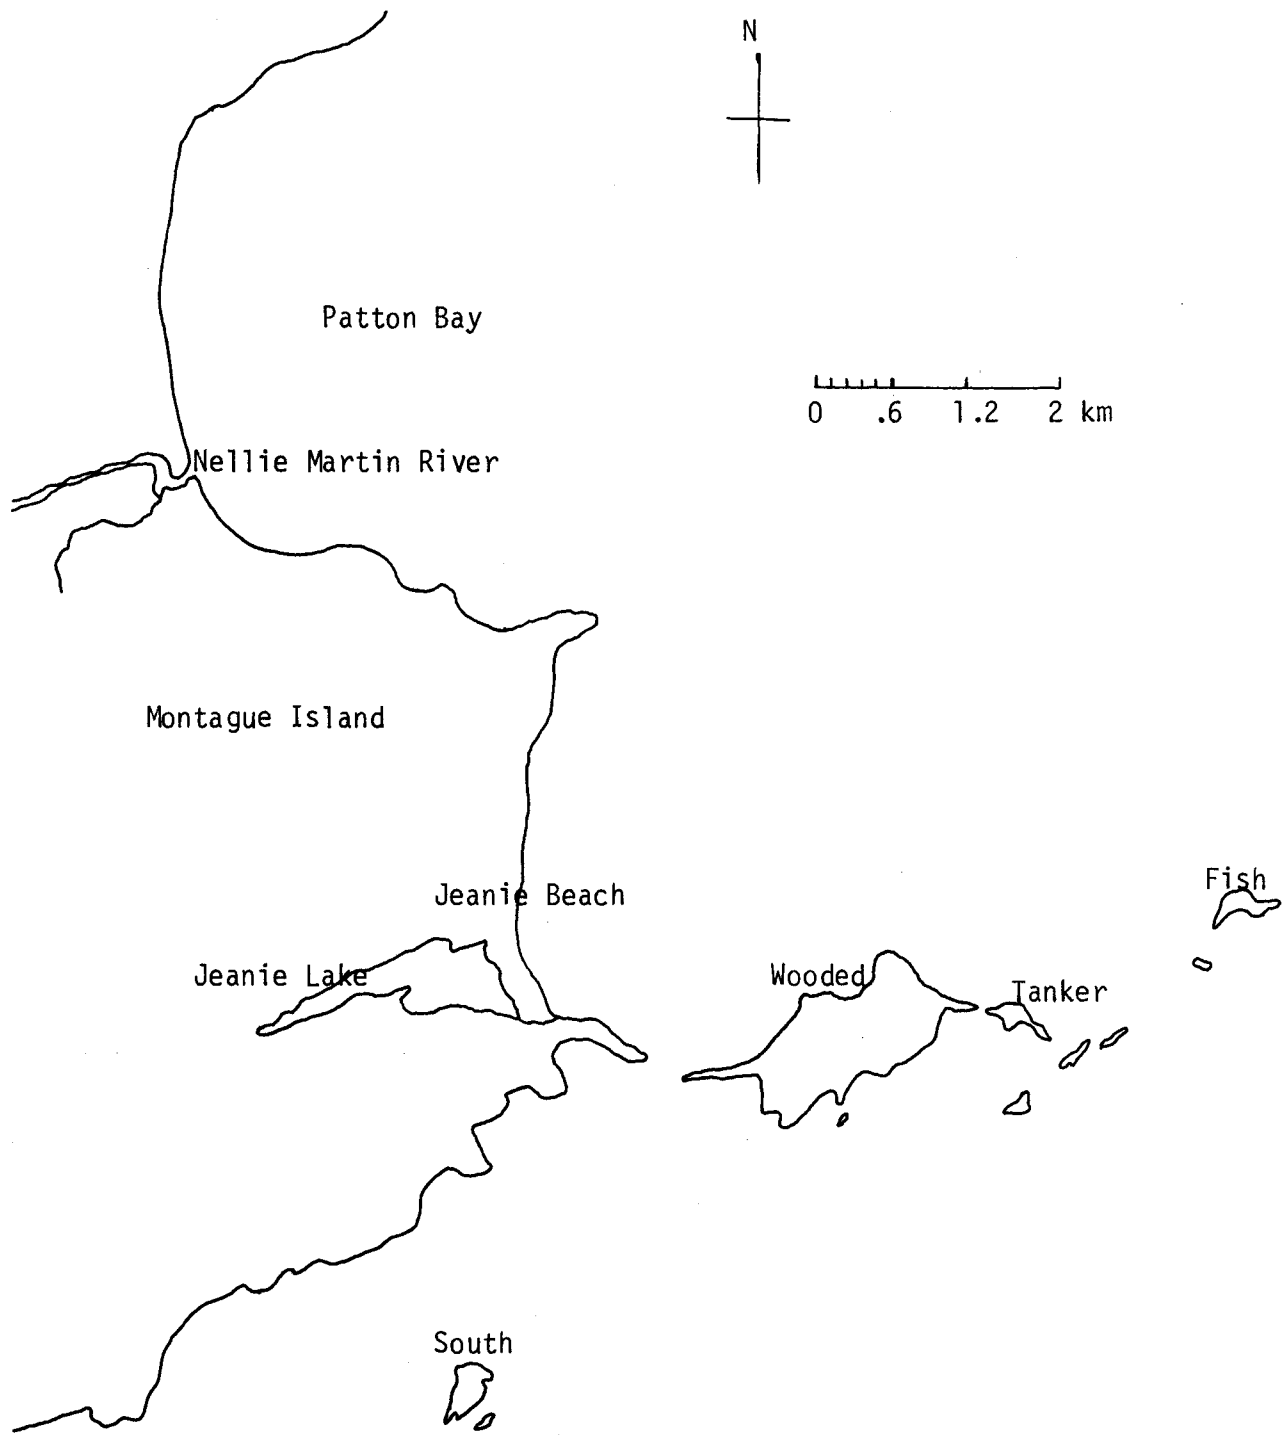 N
Patton Bay
0 .6 1.2 2 km
Nellie Martin River
Montague Island
Fish
Jeanie Beach
Jeanie Lake
Wooded
Tanker
South